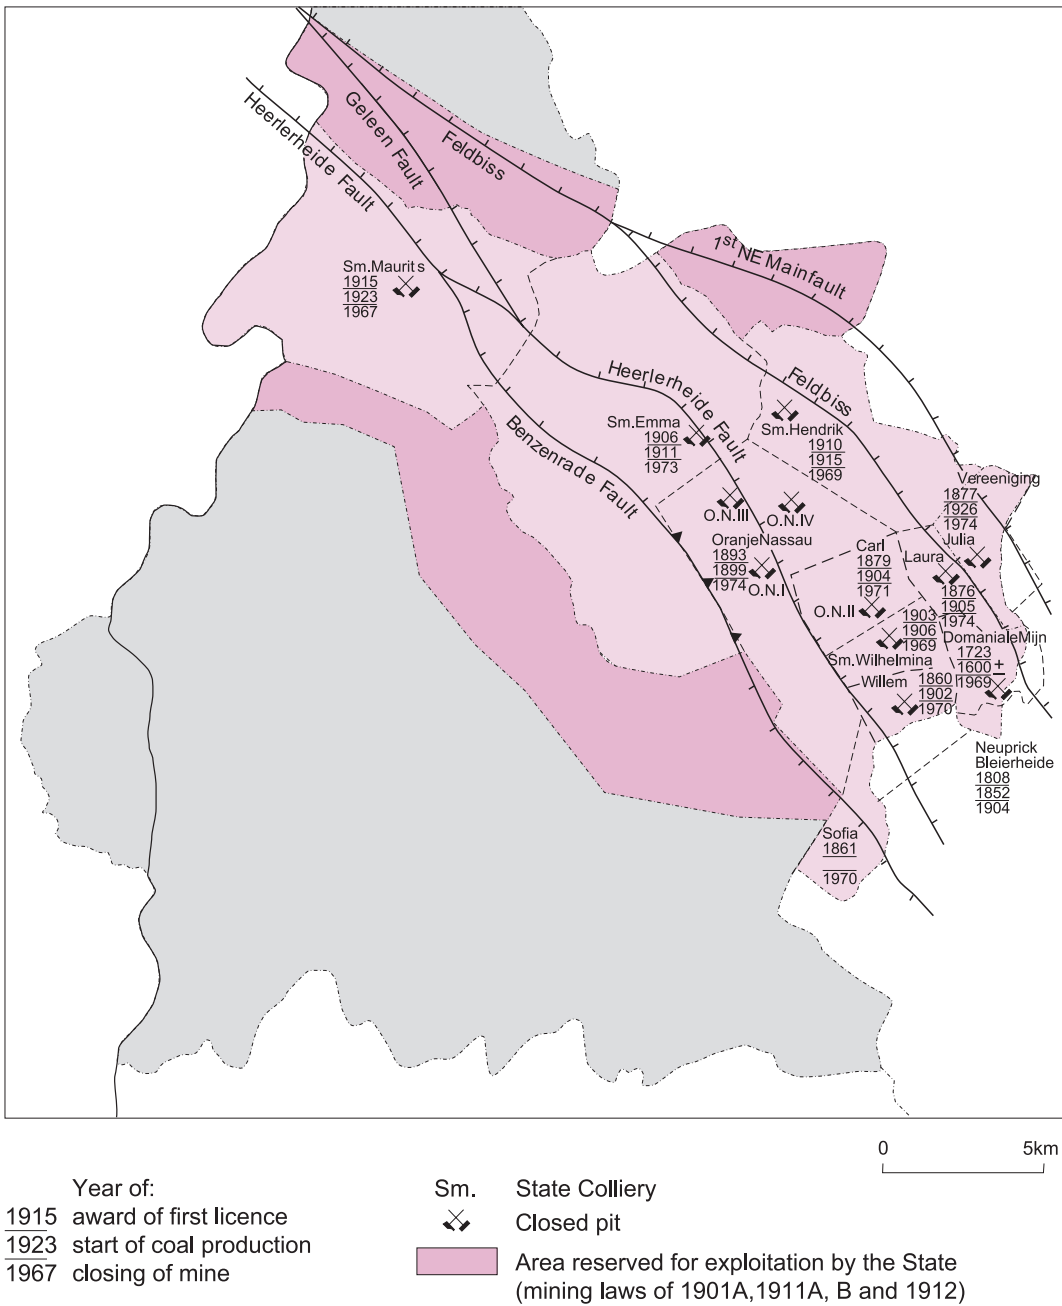 Geleen Fault
Feldbiss
Heerlerheide Fault
1st NE Mainfault
Sm.Maurits
1915
1923
1967
Heerlerheide Fault
Feldbiss
Benzenrade Fault
Sm.Emma
1906
1911
1973
Sm.Hendrik
1910
1915
1969
Vereeniging
1877
1926
1974
Julia
O.N.III
O.N.IV
OranjeNassau
1893
1899
1974
O.N.I
Carl
1879
1904
1971
O.N.II
Laura
1876
1905
1974
1903
1906
1969
Sm.Wilhelmina
DomanialeMijn
1723
1600 ±
1969
Willem
1860
1902
1970
Neuprick
Bleierheide
1808
1852
1904
Sofia
1861
1970
0 5km
Year of:
1915 award of first licence
1923 start of coal production
1967 closing of mine
Sm. State Colliery
Closed pit
Area reserved for exploitation by the State
(mining laws of 1901A,1911A, B and 1912)